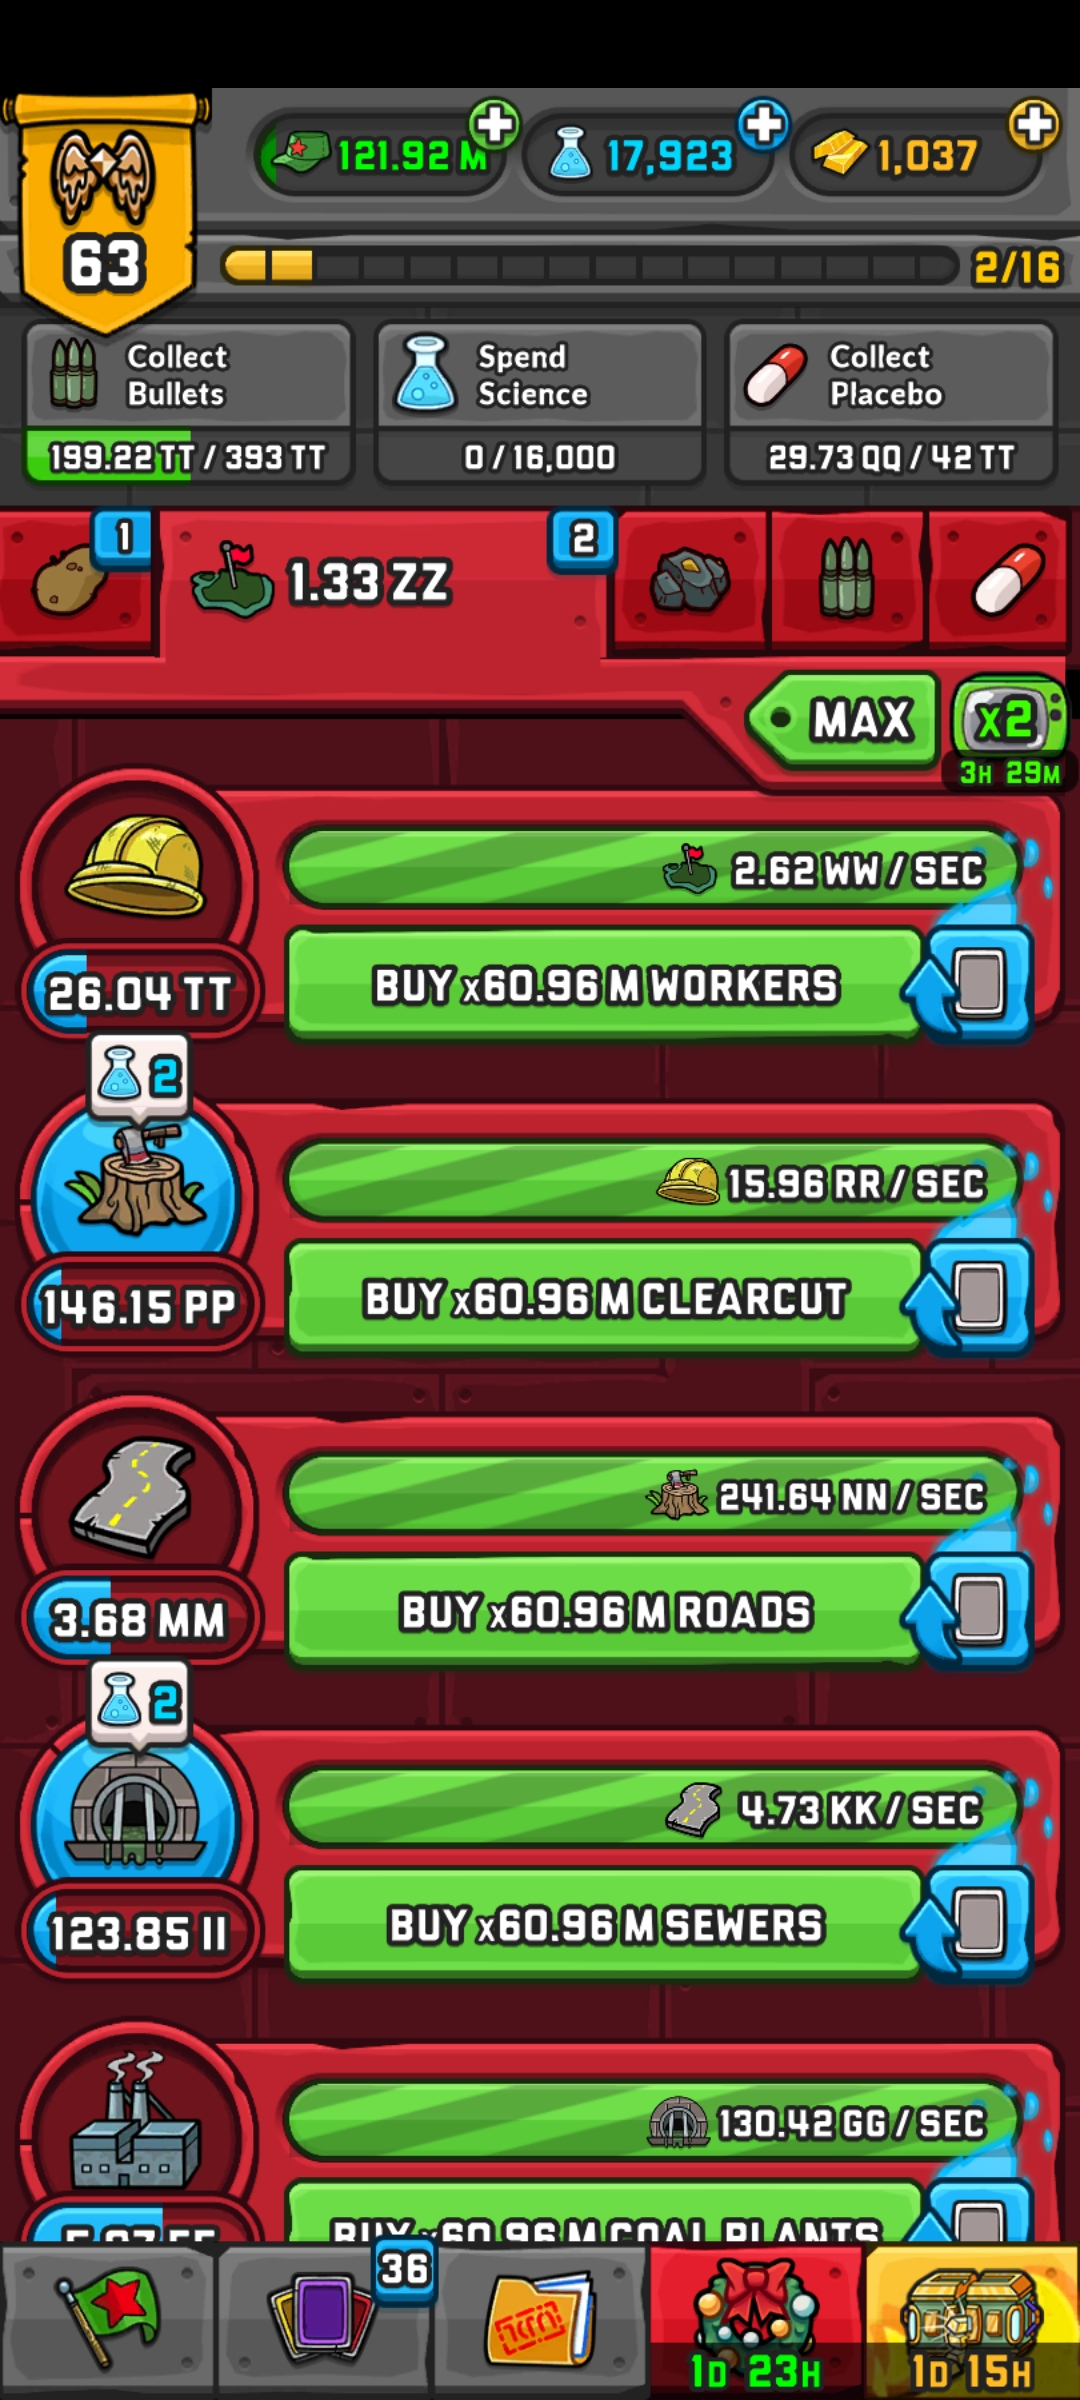 121.92 M
17,923
1,037
63
2/16
Collect
Bullets
199.22 TT / 393 TT
Spend
Science
0 / 16,000
Collect
Placebo
29.73 QQ / 42 TT
1
1.33 ZZ
2
MAX
x2
3H 29M
2.62 WW / SEC
26.04 TT
BUY x60.96 M WORKERS
2
15.96 RR / SEC
146.15 PP
BUY x60.96 M CLEARCUT
241.64 NN / SEC
3.68 MM
BUY x60.96 M ROADS
2
4.73 KK / SEC
123.85 II
BUY x60.96 M SEWERS
130.42 GG / SEC
BUY x60.96 M COAL PLANTS
36
1D 23H
1D 15H